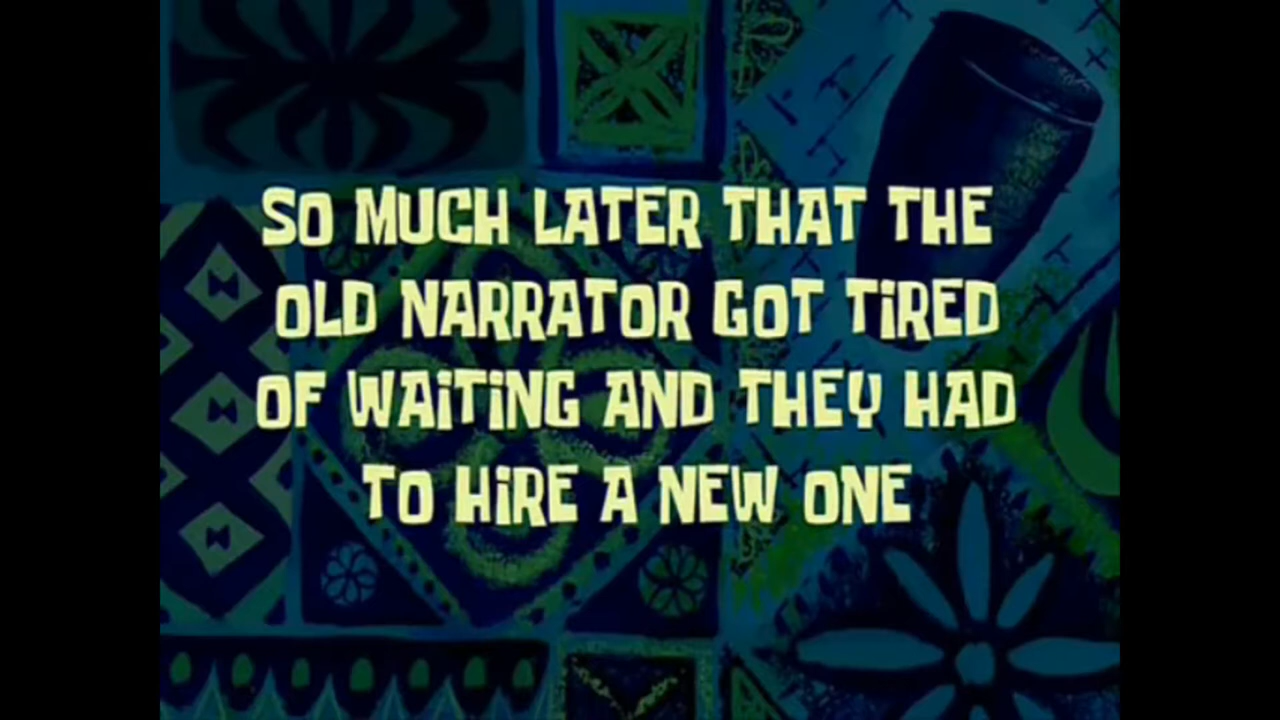 SO MUCH LATER THAT THE
OLD NARRATOR GOT TiRED
OF WAiTiNG AND THEY HAD
TO HiRE A NEW ONE